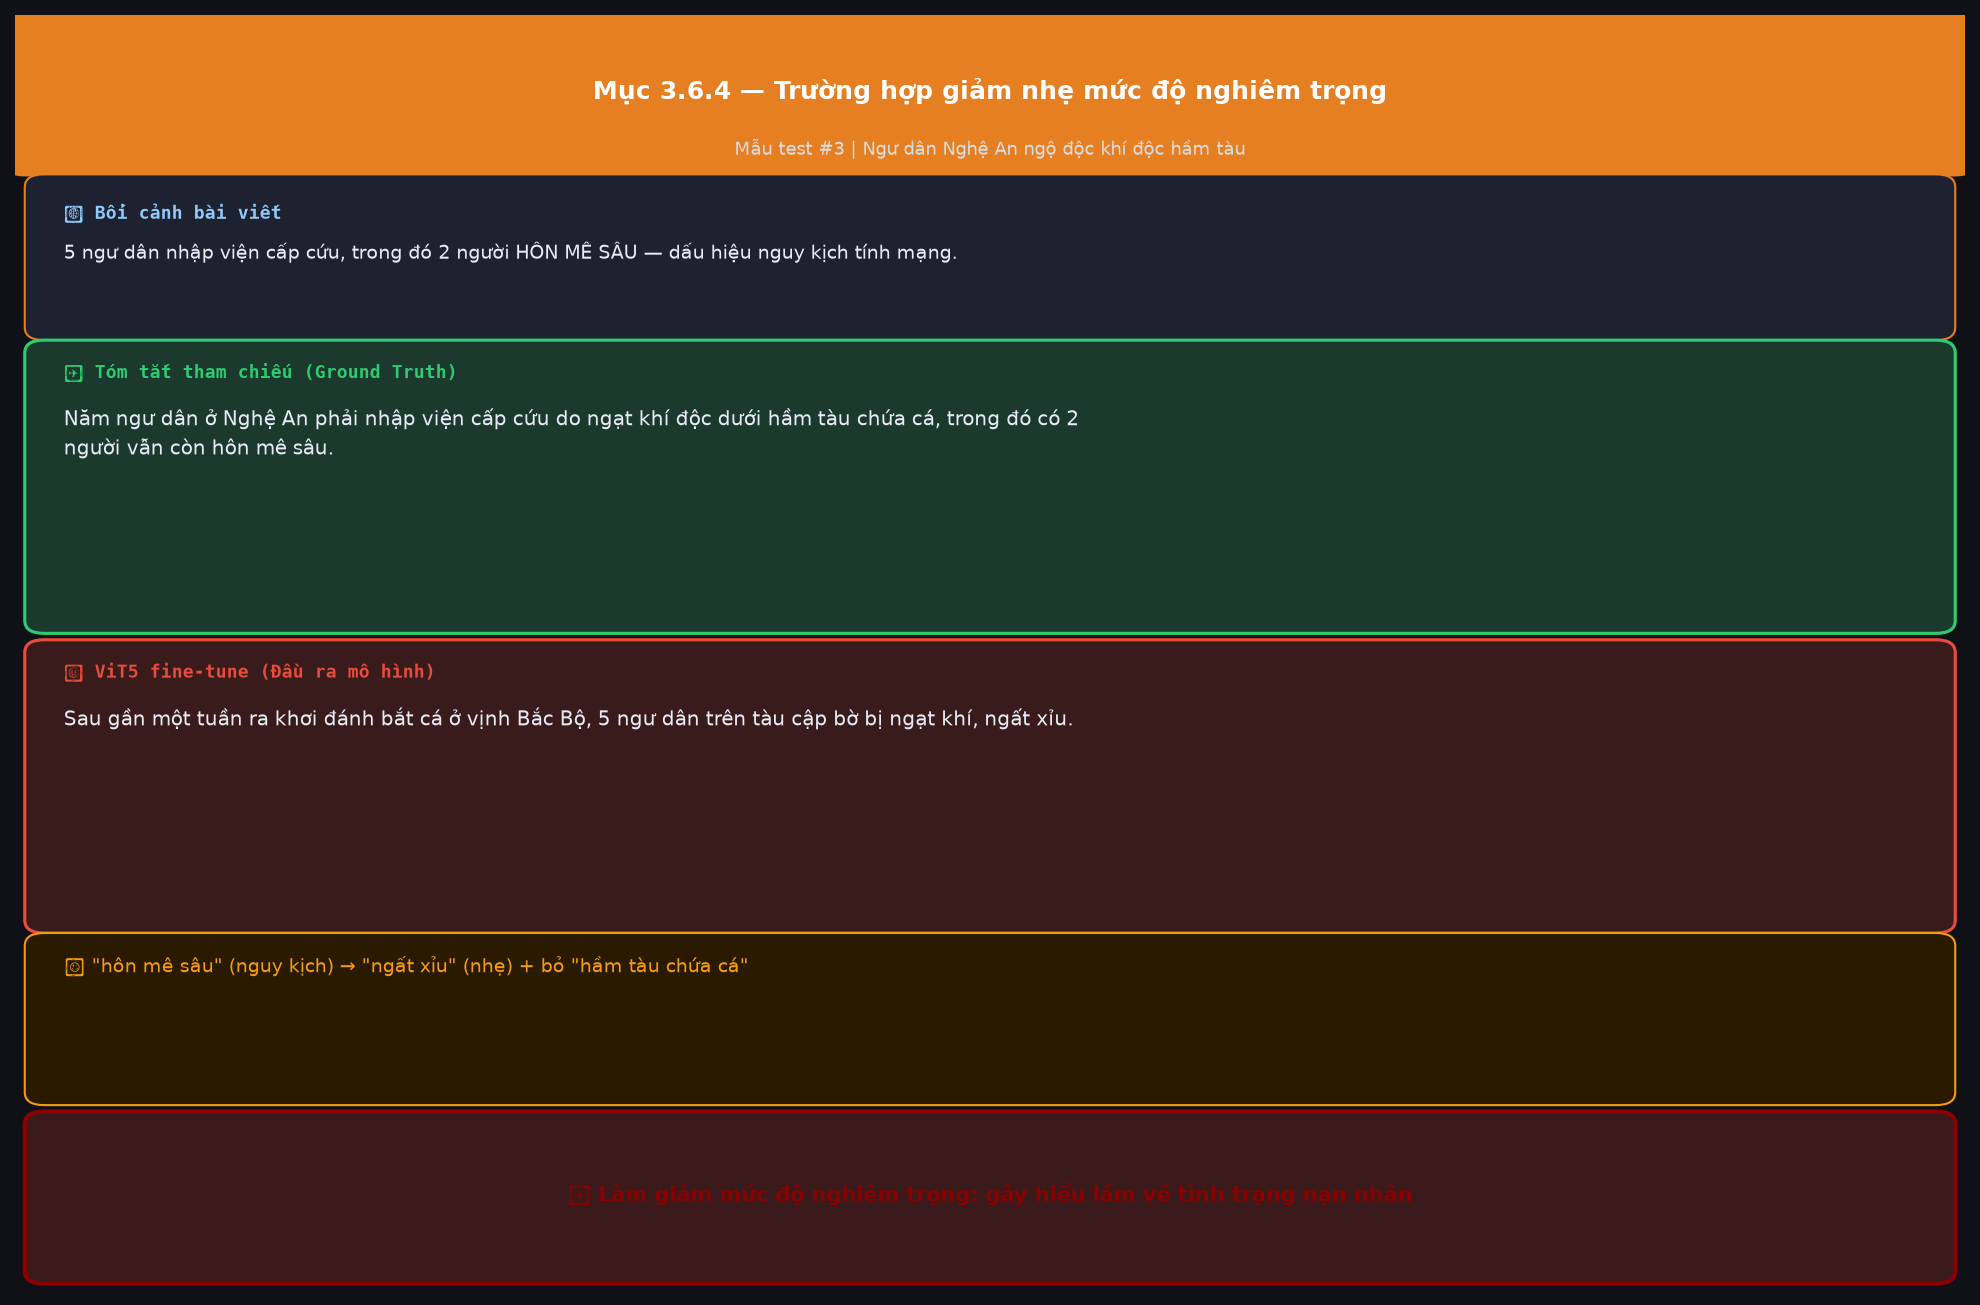 Mục 3.6.4 — Trường hợp giảm nhẹ mức độ nghiêm trọng
Mẫu test #3 | Ngư dân Nghệ An ngộ độc khí độc hầm tàu
Bối cảnh bài viết
5 ngư dân nhập viện cấp cứu, trong đó 2 người HÔN MÊ SÂU — dấu hiệu nguy kịch tính mạng.
Tóm tắt tham chiếu (Ground Truth)
Năm ngư dân ở Nghệ An phải nhập viện cấp cứu do ngạt khí độc dưới hầm tàu chứa cá, trong đó có 2
người vẫn còn hôn mê sâu.
ViT5 fine-tune (Đầu ra mô hình)
Sau gần một tuần ra khơi đánh bắt cá ở vịnh Bắc Bộ, 5 ngư dân trên tàu cập bờ bị ngạt khí, ngất xỉu.
"hôn mê sâu" (nguy kịch) → "ngất xỉu" (nhẹ) + bỏ "hầm tàu chứa cá"
Làm giảm mức độ nghiêm trọng: gây hiểu lầm về tình trạng nạn nhân